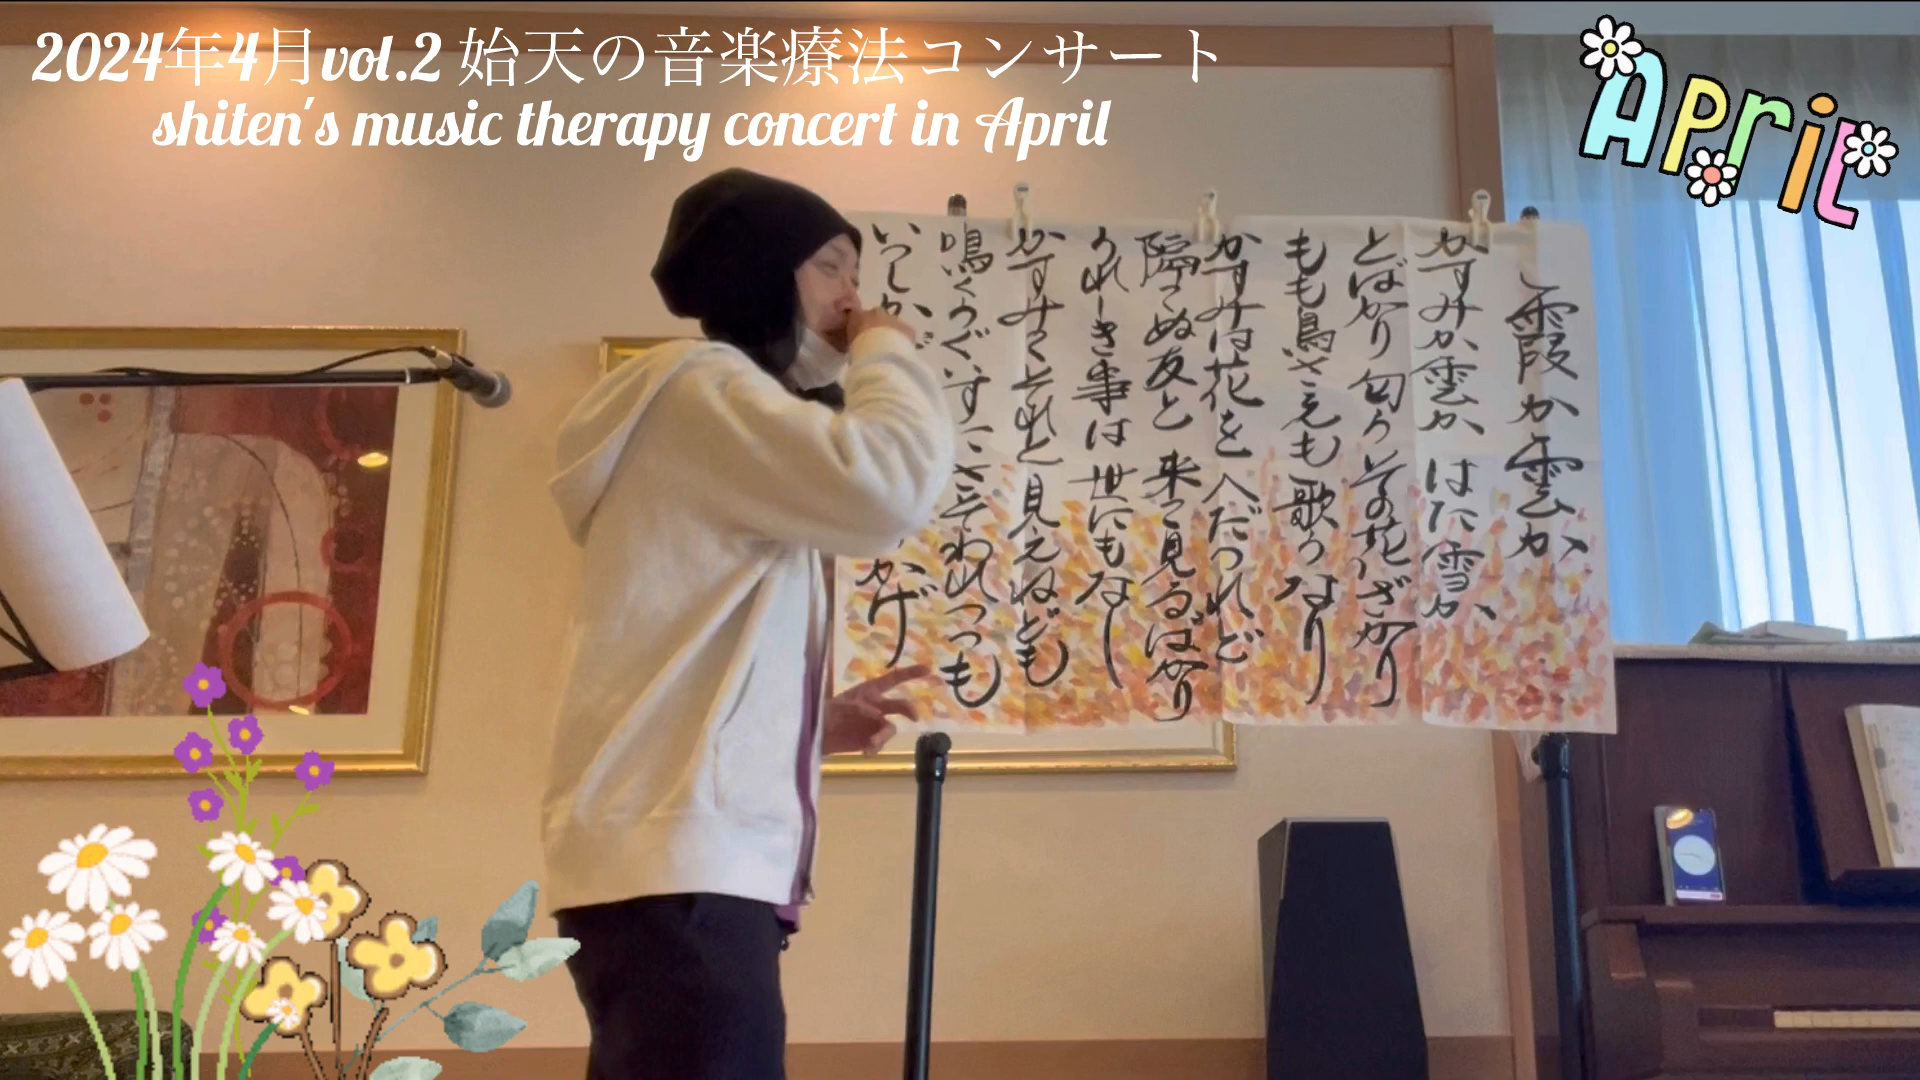 2024年4月vol.2 始天の音楽療法コンサート
shiten's music therapy concert in April
APRIL
霞か雲か
かすみか雲か はた雪か
とばかり匂う その花ざかり
もも鳥さえも 歌うなり
かすみは花を へだつれど
隔てぬ友と 来て見るばかり
うれしき事は 世にもなし
かすみてそれと 見えねども
鳴くうぐいすに さそわれつつも
いつしか
かげ